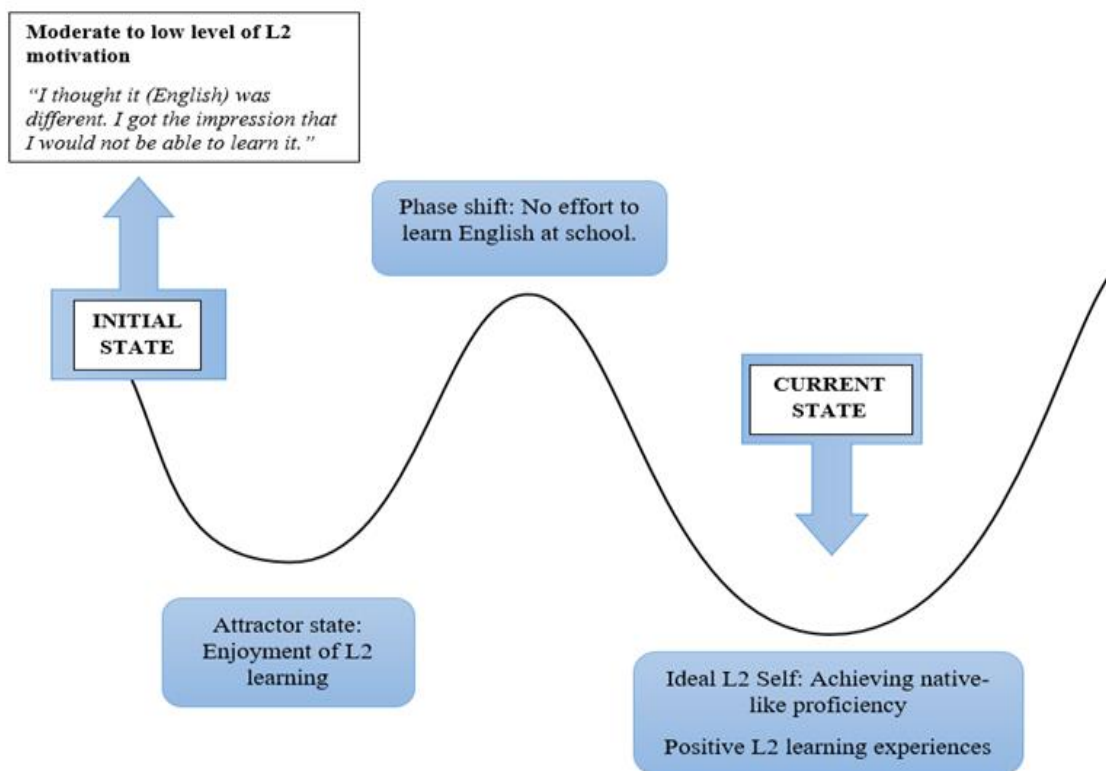 Moderate to low level of L2
motivation
“I thought it (English) was
different. I got the impression that
I would not be able to learn it.”
Phase shift: No effort to
learn English at school.
INITIAL
STATE
CURRENT
STATE
Attractor state:
Enjoyment of L2
learning
Ideal L2 Self: Achieving native-
like proficiency
Positive L2 learning experiences